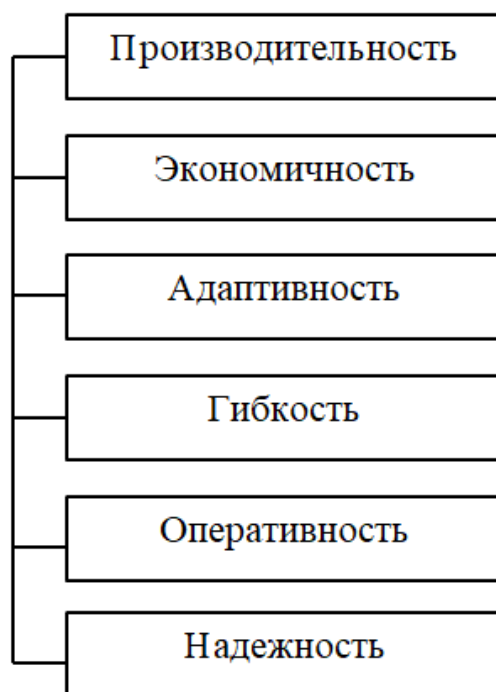 Производительность
Экономичность
Адаптивность
Гибкость
Оперативность
Надежность